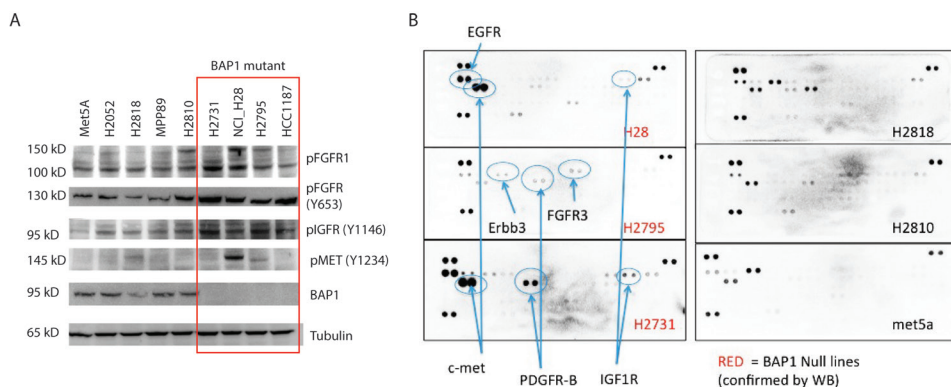 A
BAP1 mutant
Met5A
H2052
H2818
MPP89
H2810
H2731
NCI_H28
H2795
HCC1187
150 kD
100 kD
pFGFR1
130 kD
pFGFR
(Y653)
95 kD
pIGFR (Y1146)
145 kD
pMET (Y1234)
95 kD
BAP1
65 kD
Tubulin
B
EGFR
H28
H2818
Erbb3
FGFR3
H2795
H2810
H2731
met5a
c-met
PDGFR-B
IGF1R
RED = BAP1 Null lines
(confirmed by WB)